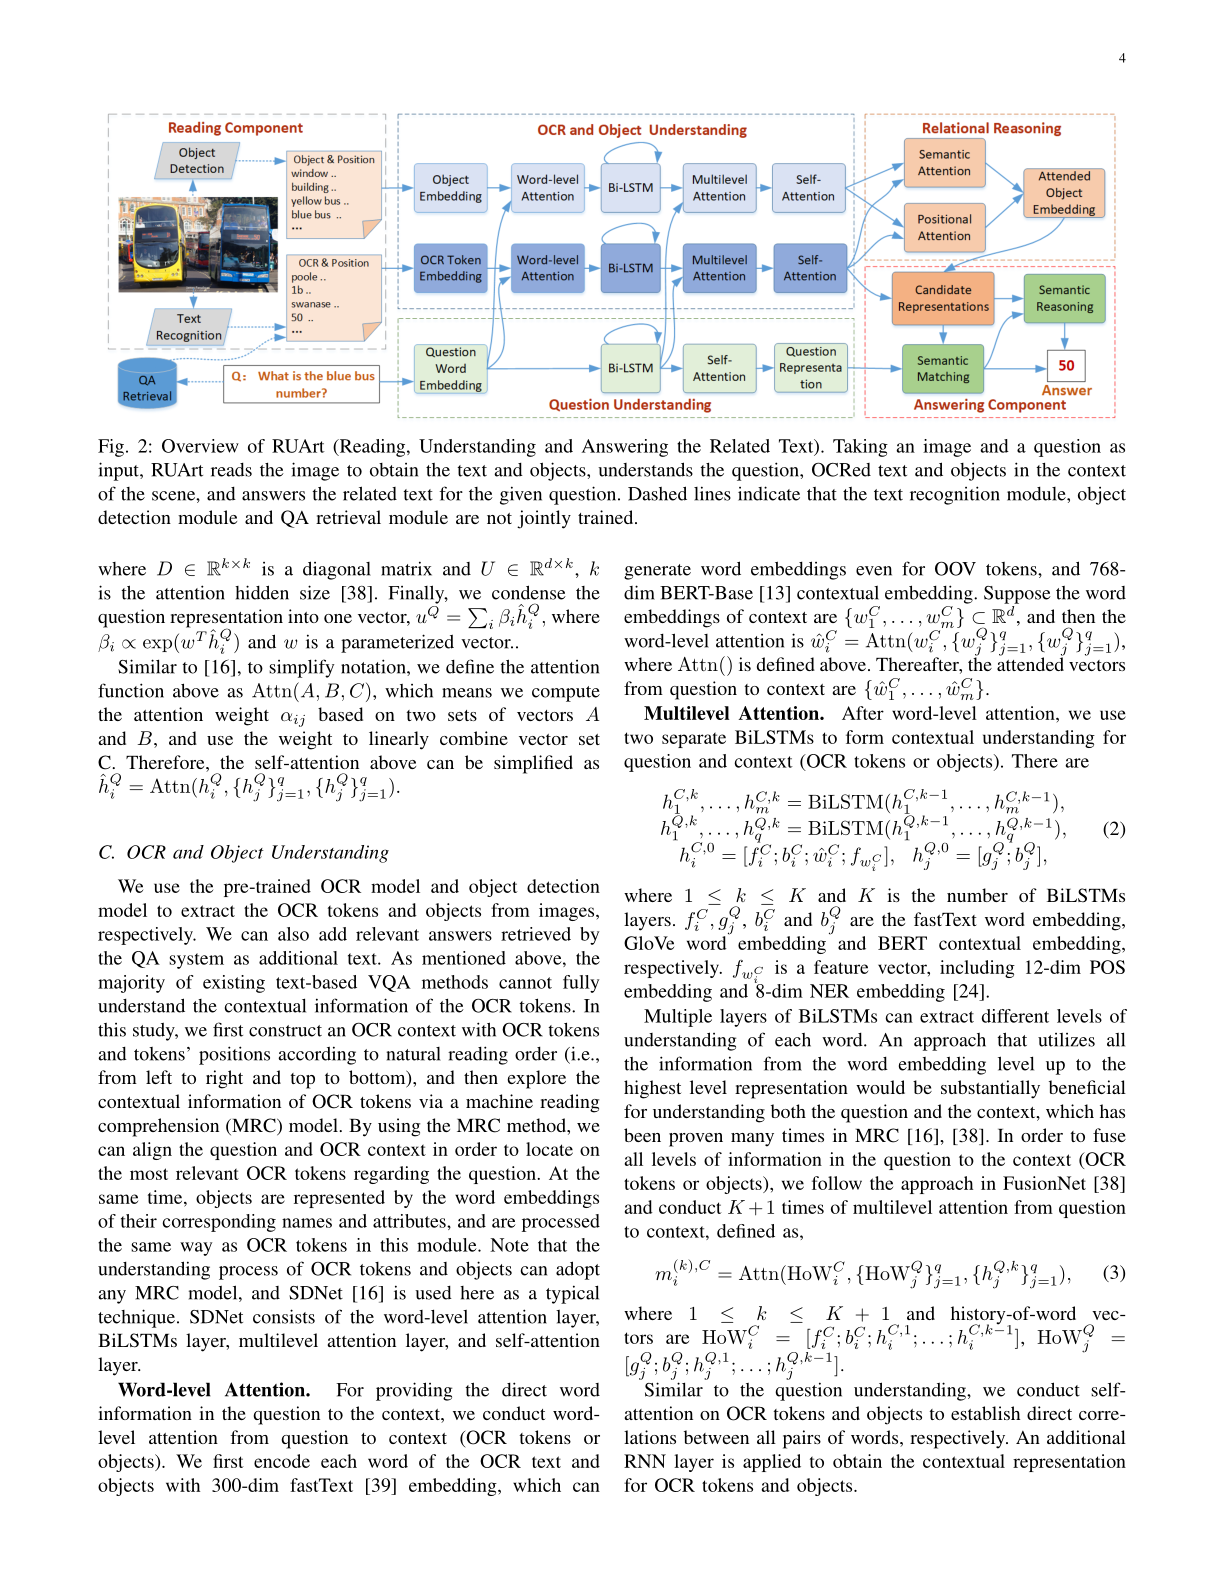 4
Reading Component
Object
Detection
Object & Position
window ..
building ..
yellow bus ..
blue bus ..
...
OCR & Position
poole ..
1b ..
swanase ..
50 ..
...
Text
Recognition
QA
Retrieval
Q: What is the blue bus
number?
OCR and Object Understanding
Object
Embedding
Word-level
Attention
Bi-LSTM
Multilevel
Attention
Self-
Attention
OCR Token
Embedding
Word-level
Attention
Bi-LSTM
Multilevel
Attention
Self-
Attention
Question
Word
Embedding
Bi-LSTM
Self-
Attention
Question
Representa
tion
Question Understanding
Relational Reasoning
Semantic
Attention
Positional
Attention
Attended
Object
Embedding
Candidate
Representations
Semantic
Reasoning
Semantic
Matching
50
Answer
Answering Component
Fig. 2: Overview of RUArt (Reading, Understanding and Answering the Related Text). Taking an image and a question as
input, RUArt reads the image to obtain the text and objects, understands the question, OCRed text and objects in the context
of the scene, and answers the related text for the given question. Dashed lines indicate that the text recognition module, object
detection module and QA retrieval module are not jointly trained.
where $D \in \mathbb{R}^{k \times k}$ is a diagonal matrix and $U \in \mathbb{R}^{d \times k}$, $k$
is the attention hidden size [38]. Finally, we condense the
question representation into one vector, $u^Q = \sum_i \beta_i \hat{h}_i^Q$, where
$\beta_i \propto \exp(w^T \hat{h}_i^Q)$ and $w$ is a parameterized vector..
Similar to [16], to simplify notation, we define the attention
function above as $\mathrm{Attn}(A, B, C)$, which means we compute
the attention weight $\alpha_{ij}$ based on two sets of vectors $A$
and $B$, and use the weight to linearly combine vector set
C. Therefore, the self-attention above can be simplified as
$\hat{h}_i^Q = \mathrm{Attn}(h_i^Q, \{h_j^Q\}_{j=1}^q, \{h_j^Q\}_{j=1}^q)$.
C. OCR and Object Understanding
We use the pre-trained OCR model and object detection
model to extract the OCR tokens and objects from images,
respectively. We can also add relevant answers retrieved by
the QA system as additional text. As mentioned above, the
majority of existing text-based VQA methods cannot fully
understand the contextual information of the OCR tokens. In
this study, we first construct an OCR context with OCR tokens
and tokens' positions according to natural reading order (i.e.,
from left to right and top to bottom), and then explore the
contextual information of OCR tokens via a machine reading
comprehension (MRC) model. By using the MRC method, we
can align the question and OCR context in order to locate on
the most relevant OCR tokens regarding the question. At the
same time, objects are represented by the word embeddings
of their corresponding names and attributes, and are processed
the same way as OCR tokens in this module. Note that the
understanding process of OCR tokens and objects can adopt
any MRC model, and SDNet [16] is used here as a typical
technique. SDNet consists of the word-level attention layer,
BiLSTMs layer, multilevel attention layer, and self-attention
layer.
Word-level Attention. For providing the direct word
information in the question to the context, we conduct word-
level attention from question to context (OCR tokens or
objects). We first encode each word of the OCR text and
objects with 300-dim fastText [39] embedding, which can
generate word embeddings even for OOV tokens, and 768-
dim BERT-Base [13] contextual embedding. Suppose the word
embeddings of context are $\{w_1^C, \ldots, w_m^C\} \subset \mathbb{R}^d$, and then the
word-level attention is $\hat{w}_i^C = \mathrm{Attn}(w_i^C, \{w_j^Q\}_{j=1}^q, \{w_j^Q\}_{j=1}^q)$,
where $\mathrm{Attn}()$ is defined above. Thereafter, the attended vectors
from question to context are $\{\hat{w}_1^C, \ldots, \hat{w}_m^C\}$.
Multilevel Attention. After word-level attention, we use
two separate BiLSTMs to form contextual understanding for
question and context (OCR tokens or objects). There are
$h_1^{C,k}, \ldots, h_m^{C,k} = \mathrm{BiLSTM}(h_1^{C,k-1}, \ldots, h_m^{C,k-1}),$
$h_1^{Q,k}, \ldots, h_q^{Q,k} = \mathrm{BiLSTM}(h_1^{Q,k-1}, \ldots, h_q^{Q,k-1}),$ (2)
$h_i^{C,0} = [f_i^C; b_i^C; \hat{w}_i^C; f_{w_i^C}], \; h_j^{Q,0} = [g_j^Q; b_j^Q],$
where $1 \leq k \leq K$ and $K$ is the number of BiLSTMs
layers. $f_i^C, g_j^Q$, $b_i^C$ and $b_j^Q$ are the fastText word embedding,
GloVe word embedding and BERT contextual embedding,
respectively. $f_{w_i^C}$ is a feature vector, including 12-dim POS
embedding and 8-dim NER embedding [24].
Multiple layers of BiLSTMs can extract different levels of
understanding of each word. An approach that utilizes all
the information from the word embedding level up to the
highest level representation would be substantially beneficial
for understanding both the question and the context, which has
been proven many times in MRC [16], [38]. In order to fuse
all levels of information in the question to the context (OCR
tokens or objects), we follow the approach in FusionNet [38]
and conduct $K + 1$ times of multilevel attention from question
to context, defined as,
$m_i^{(k),C} = \mathrm{Attn}(\mathrm{HoW}_i^C, \{\mathrm{HoW}_j^Q\}_{j=1}^q, \{h_j^{Q,k}\}_{j=1}^q),$ (3)
where $1 \leq k \leq K + 1$ and history-of-word vec-
tors are $\mathrm{HoW}_i^C = [f_i^C; b_i^C; h_i^{C,1}; \ldots; h_i^{C,k-1}]$, $\mathrm{HoW}_j^Q =$
$[g_j^Q; b_j^Q; h_j^{Q,1}; \ldots; h_j^{Q,k-1}]$.
Similar to the question understanding, we conduct self-
attention on OCR tokens and objects to establish direct corre-
lations between all pairs of words, respectively. An additional
RNN layer is applied to obtain the contextual representation
for OCR tokens and objects.